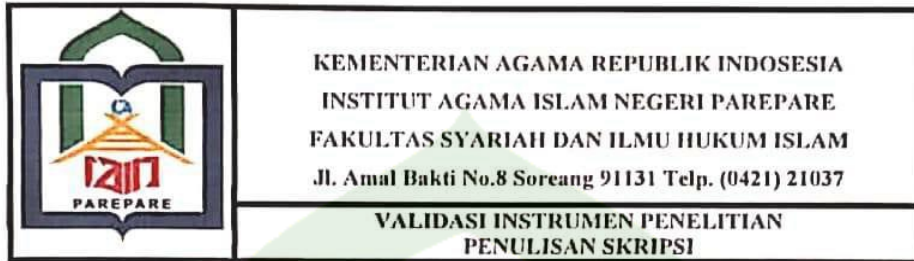 IAIN
PAREPARE
KEMENTERIAN AGAMA REPUBLIK INDOSESIA
INSTITUT AGAMA ISLAM NEGERI PAREPARE
FAKULTAS SYARIAH DAN ILMU HUKUM ISLAM
Jl. Amal Bakti No.8 Soreang 91131 Telp. (0421) 21037
VALIDASI INSTRUMEN PENELITIAN
PENULISAN SKRIPSI